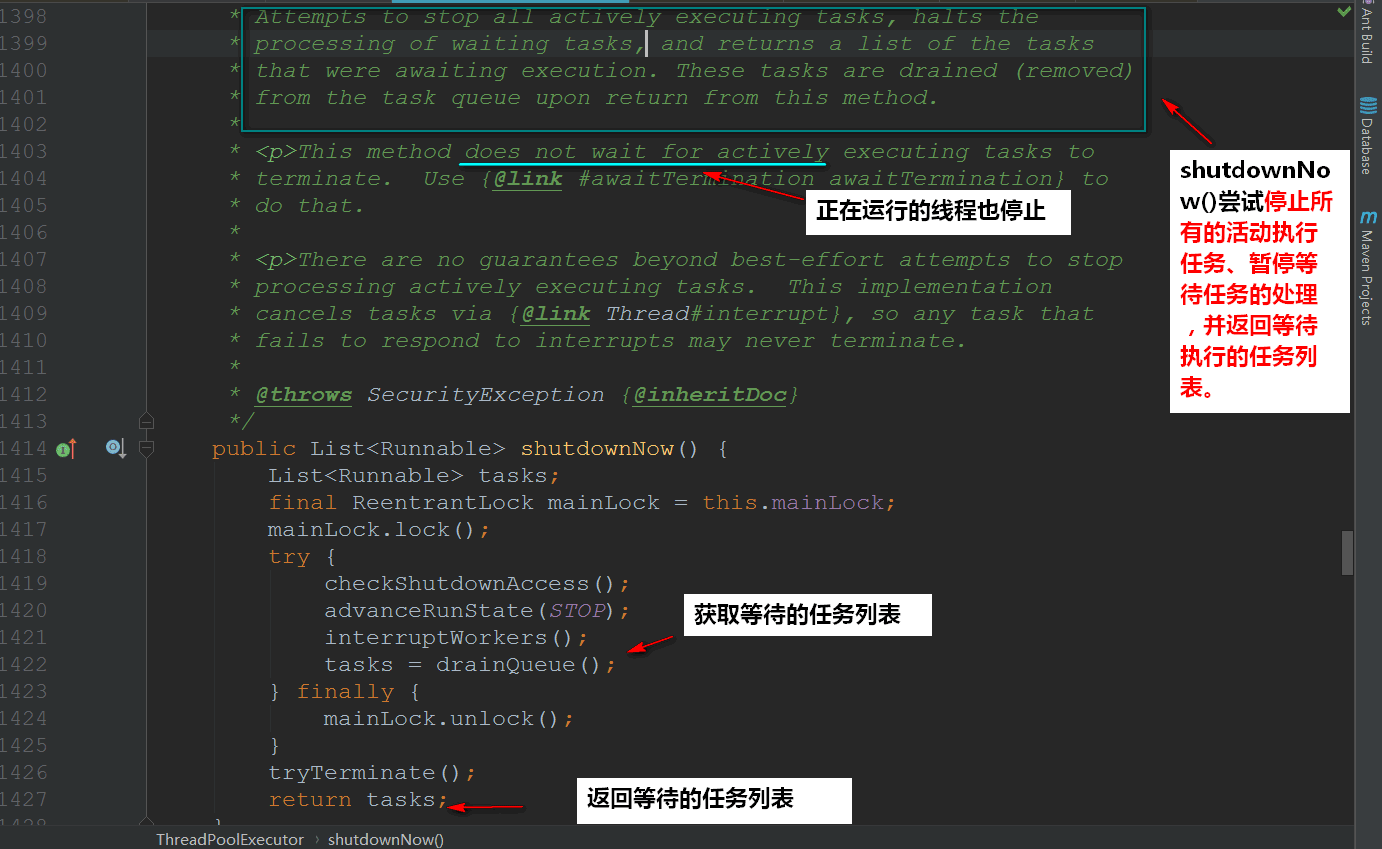 1398 * Attempts to stop all actively executing tasks, halts the
1399 * processing of waiting tasks, and returns a list of the tasks
1400 * that were awaiting execution. These tasks are drained (removed)
1401 * from the task queue upon return from this method.
1402 *
1403 * <p>This method does not wait for actively executing tasks to
1404 * terminate.  Use {@link #awaitTermination awaitTermination} to
1405 * do that.
正在运行的线程也停止
1406 *
1407 * <p>There are no guarantees beyond best-effort attempts to stop
1408 * processing actively executing tasks.  This implementation
1409 * cancels tasks via {@link Thread#interrupt}, so any task that
1410 * fails to respond to interrupts may never terminate.
1411 *
1412 * @throws SecurityException {@inheritDoc}
1413 */
1414 public List<Runnable> shutdownNow() {
1415 List<Runnable> tasks;
1416 final ReentrantLock mainLock = this.mainLock;
1417 mainLock.lock();
1418 try {
1419 checkShutdownAccess();
1420 advanceRunState(STOP);
1421 interruptWorkers();
获取等待的任务列表
1422 tasks = drainQueue();
1423 } finally {
1424 mainLock.unlock();
1425 }
1426 tryTerminate();
1427 return tasks;
返回等待的任务列表
1428 }
shutdownNo
w()尝试停止所
有的活动执行
任务、暂停等
待任务的处理
，并返回等待
执行的任务列
表。
Ant Build
Database
Maven Projects
ThreadPoolExecutor › shutdownNow()